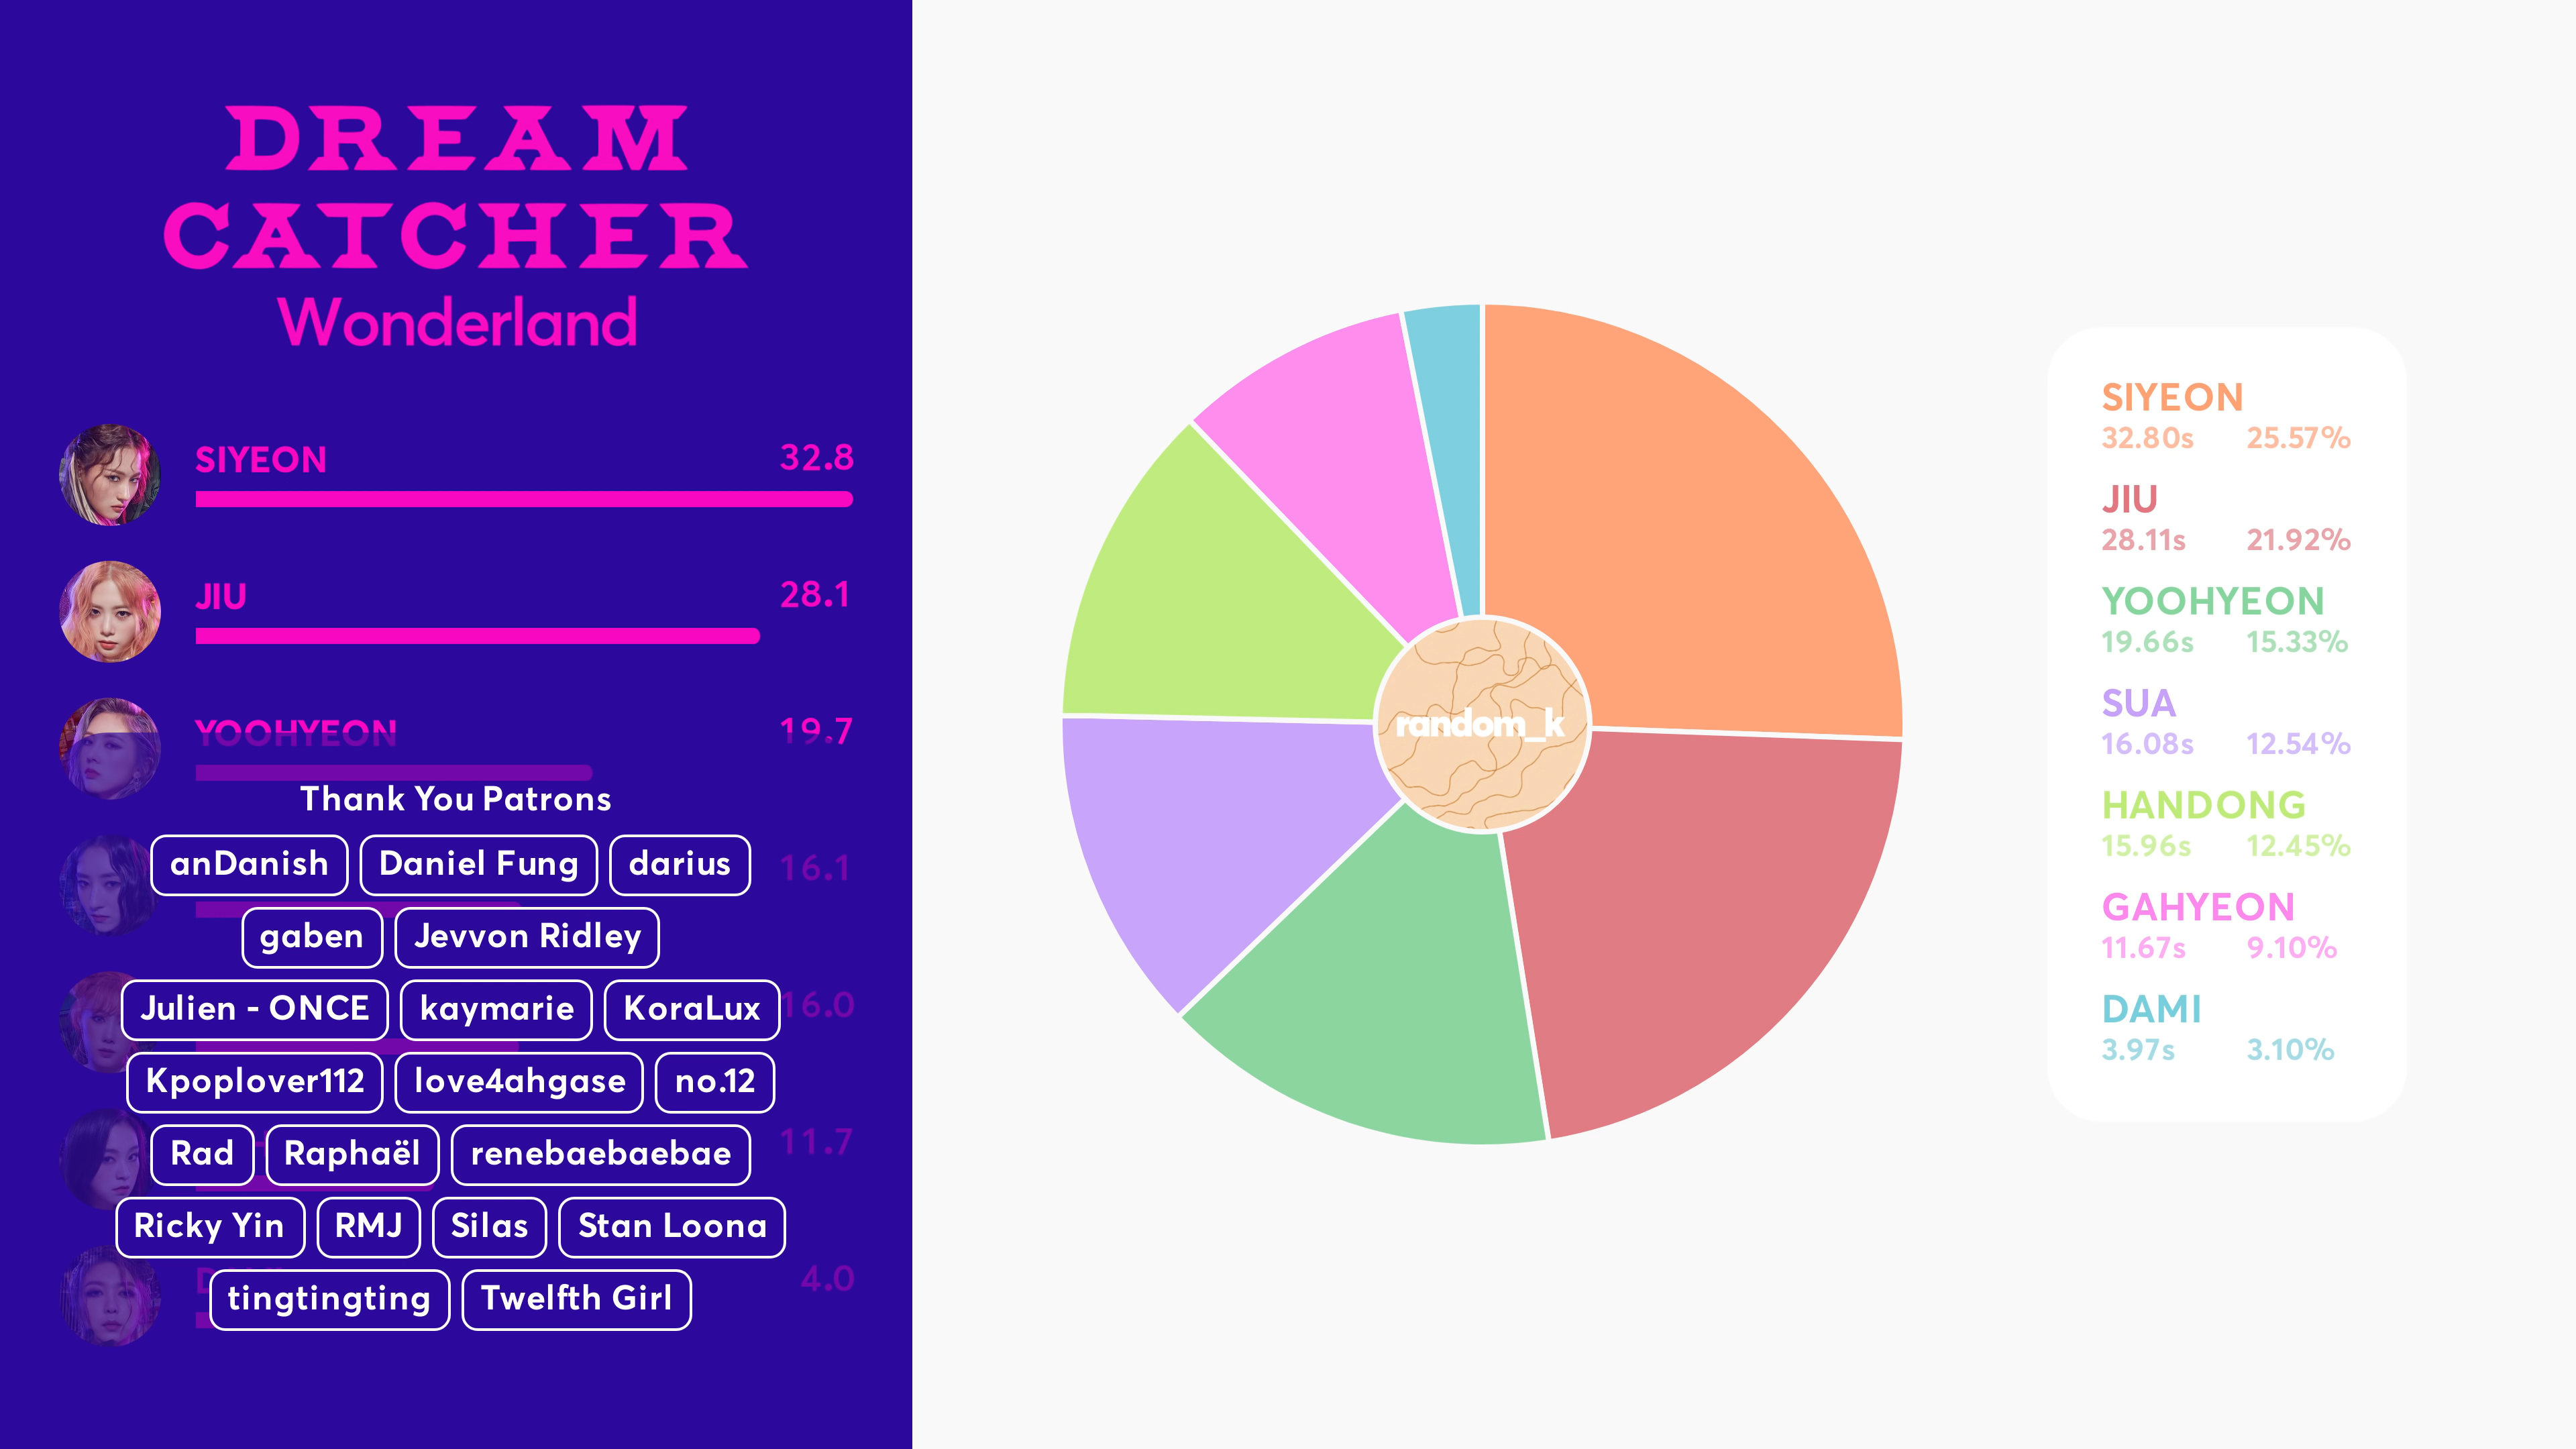 DREAM
CATCHER
Wonderland
SIYEON 32.8
JIU 28.1
YOOHYEON 19.7
Thank You Patrons
anDanish Daniel Fung darius 16.1
gaben Jevvon Ridley
Julien - ONCE kaymarie KoraLux 16.0
Kpoplover112 love4ahgase no.12
Rad Raphaël renebaebaebae 11.7
Ricky Yin RMJ Silas Stan Loona
4.0
tingtingting Twelfth Girl
random_k
SIYEON
32.80s 25.57%
JIU
28.11s 21.92%
YOOHYEON
19.66s 15.33%
SUA
16.08s 12.54%
HANDONG
15.96s 12.45%
GAHYEON
11.67s 9.10%
DAMI
3.97s 3.10%